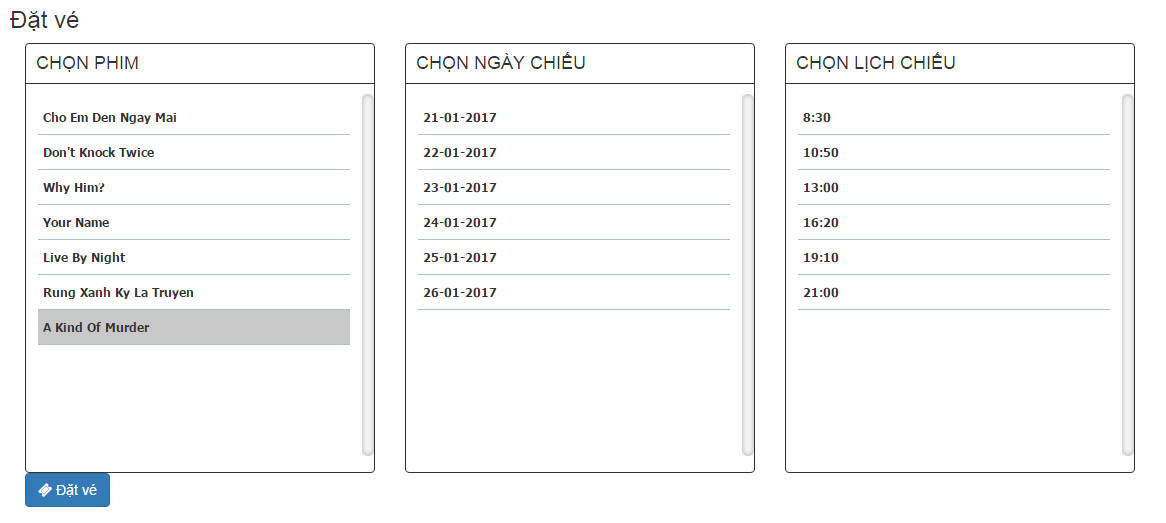 Đặt vé
CHỌN PHIM
Cho Em Den Ngay Mai
Don't Knock Twice
Why Him?
Your Name
Live By Night
Rung Xanh Ky La Truyen
A Kind Of Murder
CHỌN NGÀY CHIẾU
21-01-2017
22-01-2017
23-01-2017
24-01-2017
25-01-2017
26-01-2017
CHỌN LỊCH CHIẾU
8:30
10:50
13:00
16:20
19:10
21:00
Đặt vé